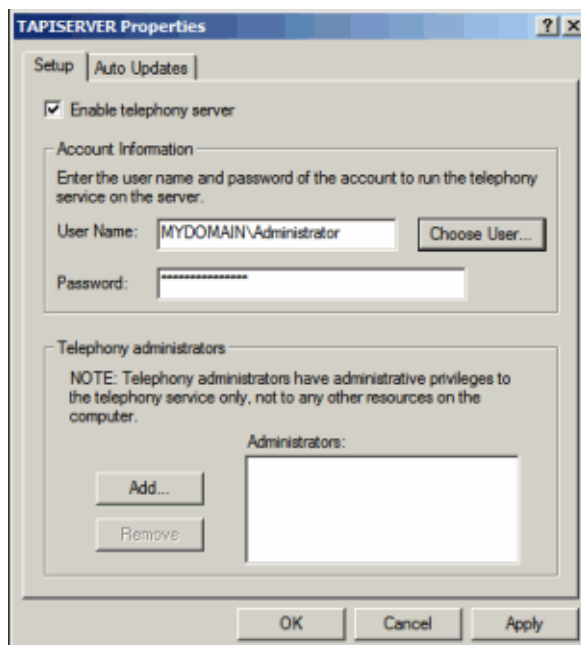 TAPISERVER Properties
Setup
Auto Updates
Enable telephony server
Account Information
Enter the user name and password of the account to run the telephony
service on the server.
User Name:
MYDOMAIN\Administrator
Choose User...
Password:
***************
Telephony administrators
NOTE: Telephony administrators have administrative privileges to
the telephony service only, not to any other resources on the
computer.
Administrators:
Add...
Remove
OK
Cancel
Apply